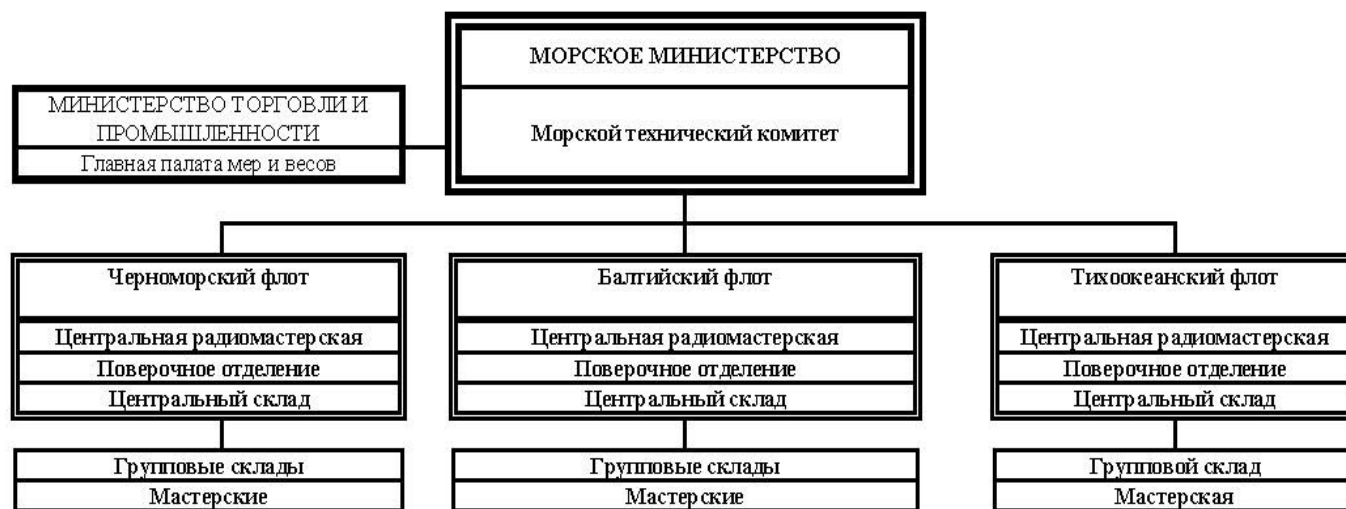 МОРСКОЕ МИНИСТЕРСТВО
Морской технический комитет
МИНИСТЕРСТВО ТОРГОВЛИ И
ПРОМЫШЛЕННОСТИ
Главная палата мер и весов
Черноморский флот
Центральная радиомастерская
Поверочное отделение
Центральный склад
Групповые склады
Мастерские
Балтийский флот
Центральная радиомастерская
Поверочное отделение
Центральный склад
Групповые склады
Мастерские
Тихоокеанский флот
Центральная радиомастерская
Поверочное отделение
Центральный склад
Групповой склад
Мастерская